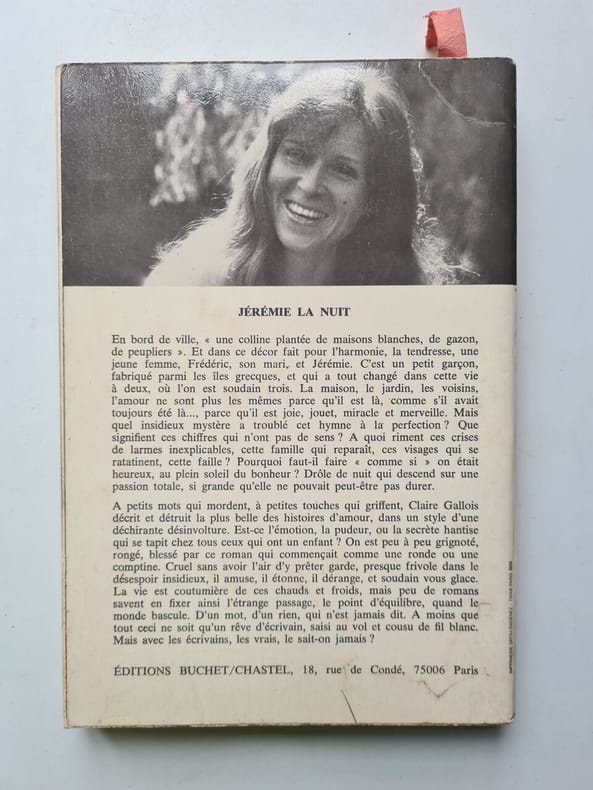 JÉRÉMIE LA NUIT
En bord de ville, « une colline plantée de maisons blanches, de gazon,
de peupliers ». Et dans ce décor fait pour l'harmonie, la tendresse, une
jeune femme, Frédéric, son mari, et Jérémie. C'est un petit garçon,
fabriqué parmi les îles grecques, et qui a tout changé dans cette vie
à deux, où l'on est soudain trois. La maison, le jardin, les voisins,
l'amour ne sont plus les mêmes parce qu'il est là, comme s'il avait
toujours été là..., parce qu'il est joie, jouet, miracle et merveille. Mais
quel insidieux mystère a troublé cet hymne à la perfection ? Que
signifient ces chiffres qui n'ont pas de sens ? A quoi riment ces crises
de larmes inexplicables, cette famille qui reparaît, ces visages qui se
ratatinent, cette faille ? Pourquoi faut-il faire « comme si » on était
heureux, au plein soleil du bonheur ? Drôle de nuit qui descend sur une
passion totale, si grande qu'elle ne pouvait peut-être pas durer.
A petits mots qui mordent, à petites touches qui griffent, Claire Gallois
décrit et détruit la plus belle des histoires d'amour, dans un style d'une
déchirante désinvolture. Est-ce l'émotion, la pudeur, ou la secrète hantise
qui se tapit chez tous ceux qui ont un enfant ? On est peu à peu grignoté,
rongé, blessé par ce roman qui commençait comme une ronde ou une
comptine. Cruel sans avoir l'air d'y prêter garde, presque frivole dans le
désespoir insidieux, il amuse, il étonne, il dérange, et soudain vous glace.
La vie est coutumière de ces chauds et froids, mais peu de romans
savent en fixer ainsi l'étrange passage, le point d'équilibre, quand le
monde bascule. D'un mot, d'un rien, qui n'est jamais dit. A moins que
tout ceci ne soit qu'un rêve d'écrivain, saisi au vol et cousu de fil blanc.
Mais avec les écrivains, les vrais, le sait-on jamais ?
ÉDITIONS BUCHET/CHASTEL, 18, rue de Condé, 75006 Paris